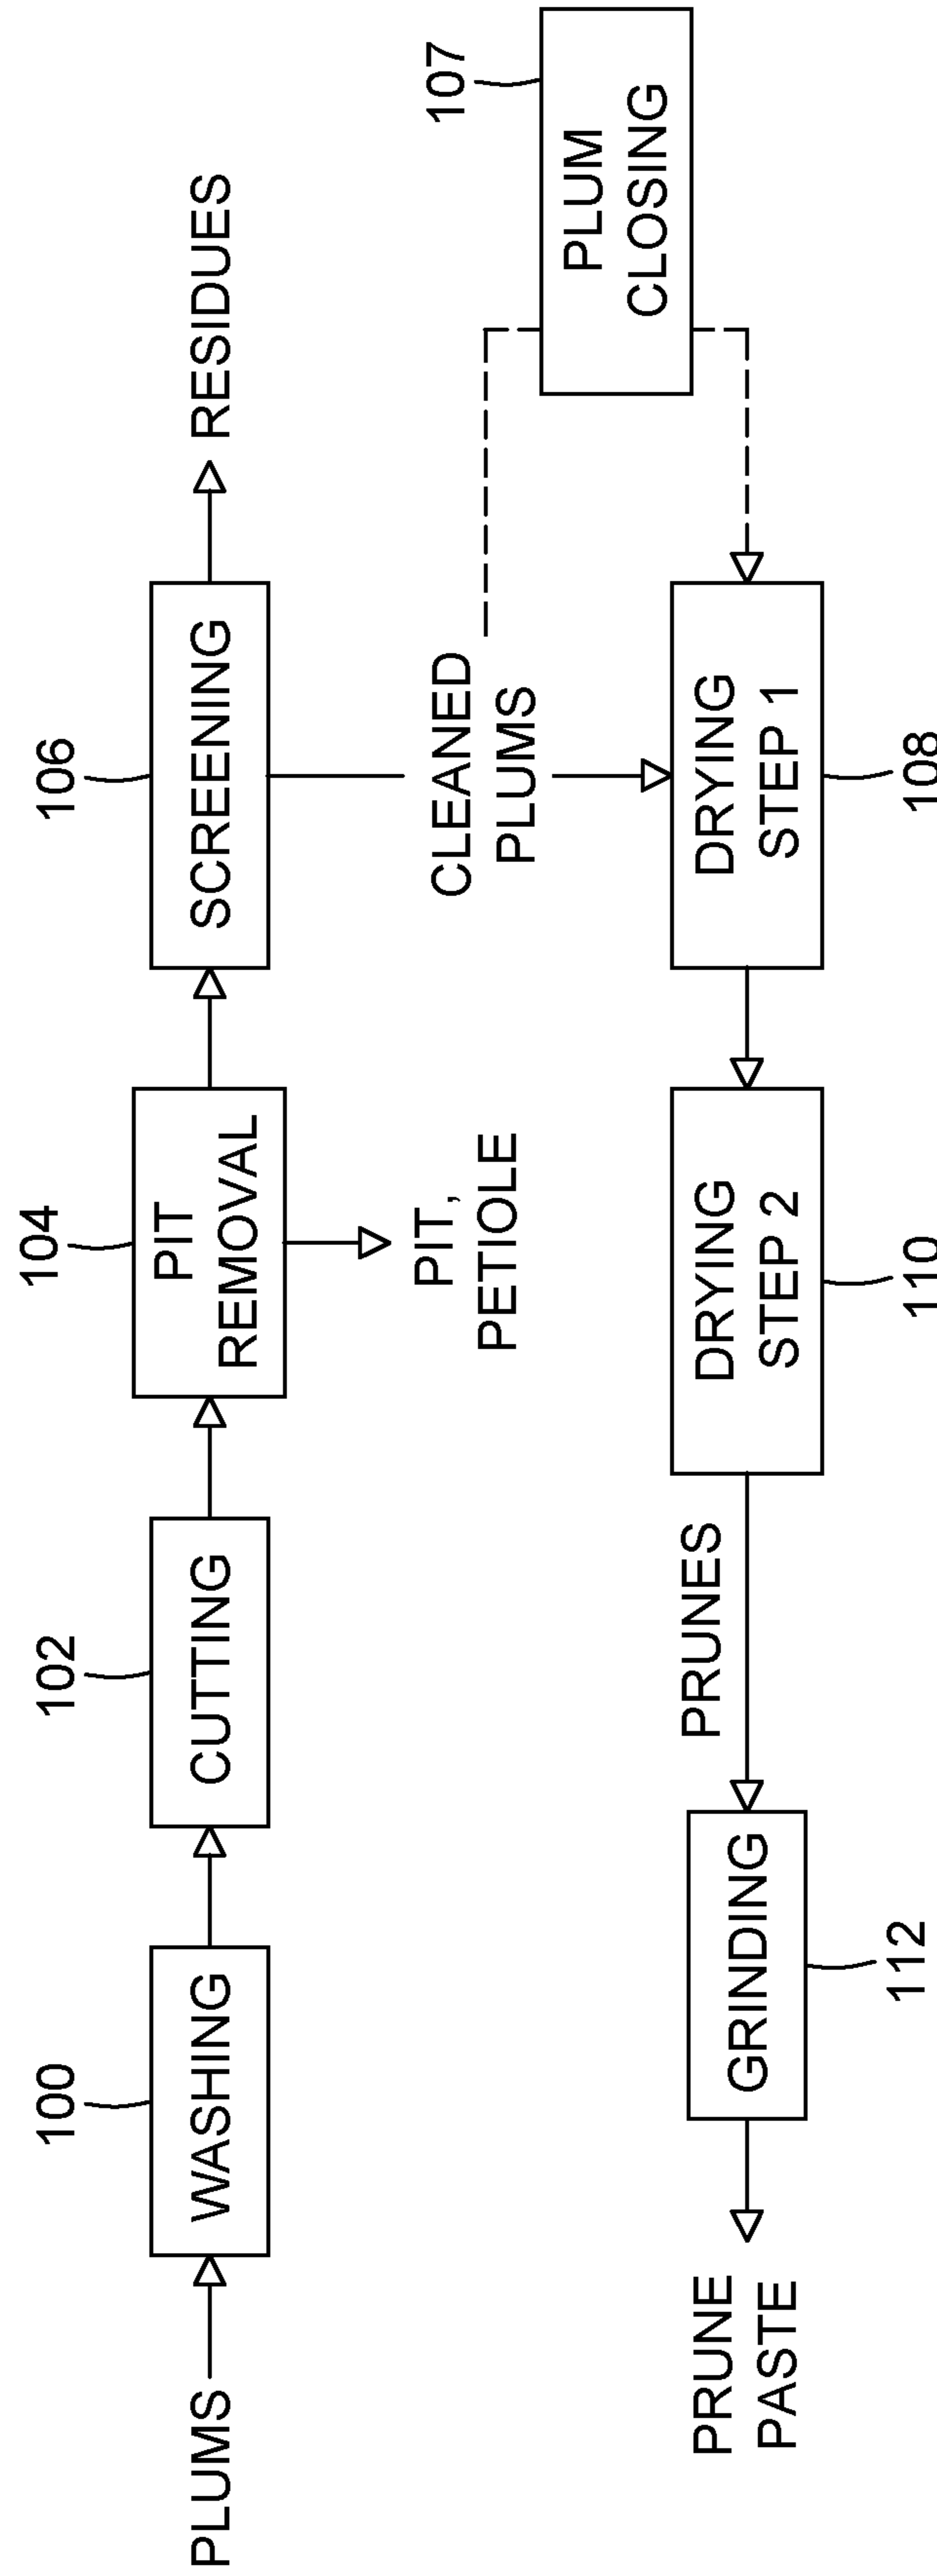 PLUMS
100
WASHING
102
CUTTING
104
PIT
REMOVAL
PIT,
PETIOLE
106
SCREENING
RESIDUES
CLEANED
PLUMS
107
PLUM
CLOSING
DRYING
STEP 1
108
DRYING
STEP 2
110
PRUNES
GRINDING
112
PRUNE
PASTE